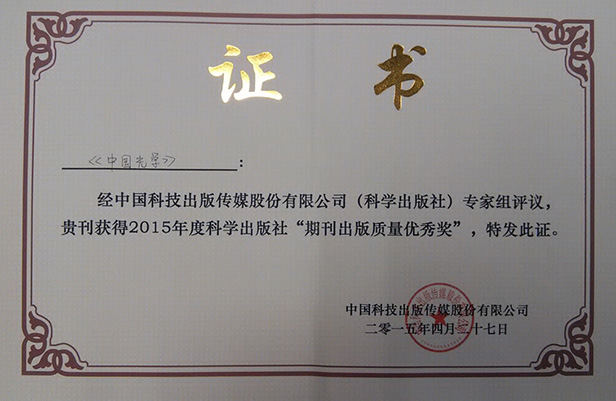 证 书
《中国光学》:
经中国科技出版传媒股份有限公司（科学出版社）专家组评议，
贵刊获得2015年度科学出版社“期刊出版质量优秀奖”，特发此证。
中国科技出版传媒股份有限公司
二零一五年四月二十七日